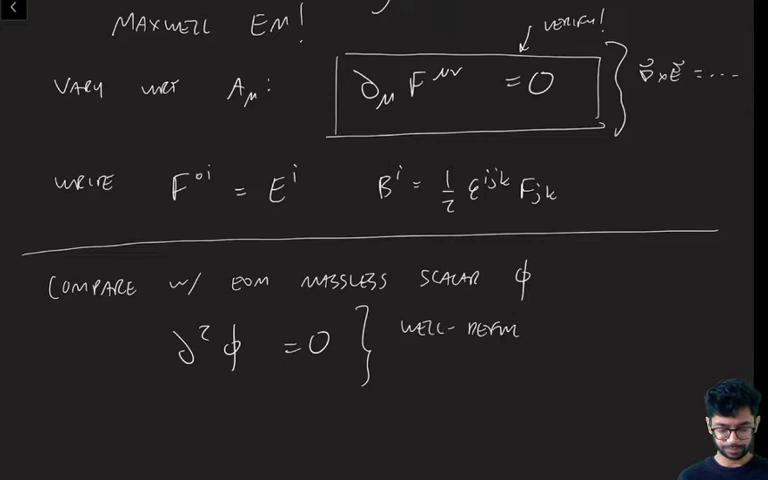 MAXWELL EM!
VERIFY!
VARY WRT A_μ: ∂_μ F^μν = 0 } ∇⃗ × E⃗ = ...
WRITE F^0i = E^i B^i = 1/2 ε^ijk F_jk
COMPARE W/ EOM MASSLESS SCALAR φ
∂² φ = 0 } WELL-DEFIN